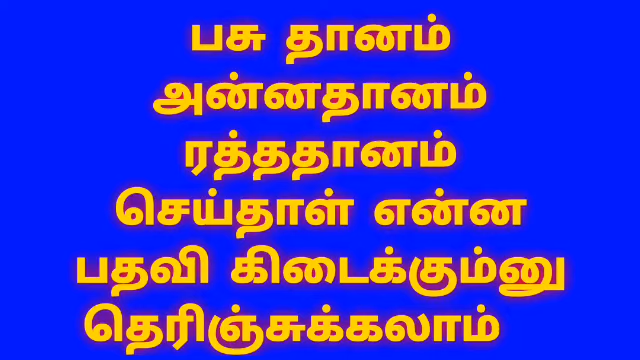 பசு தானம்
அன்னதானம்
ரத்ததானம்
செய்தாள் என்ன
பதவி கிடைக்கும்னு
தெரிஞ்சுக்கலாம்